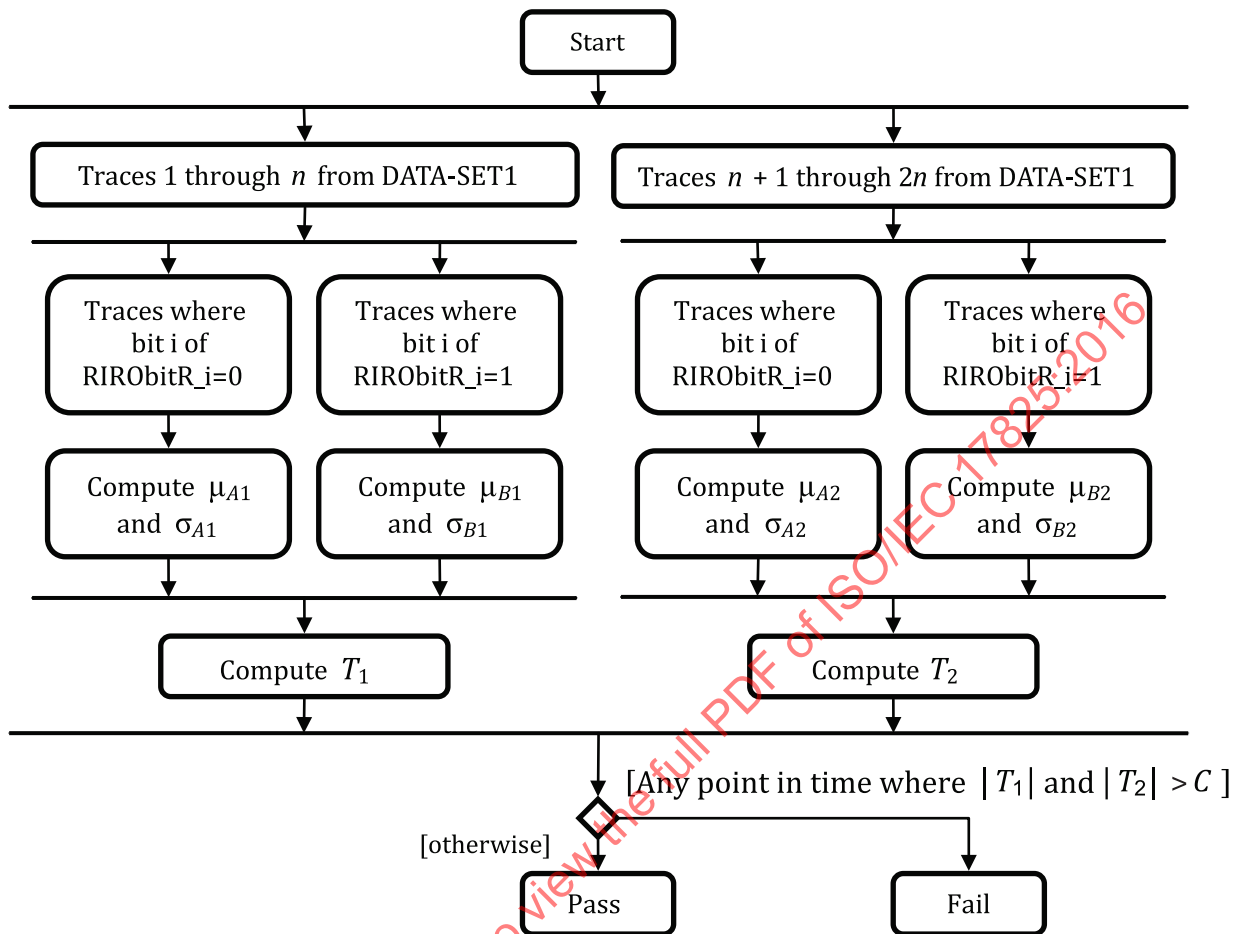 Start
Traces 1 through n from DATA-SET1
Traces n + 1 through 2n from DATA-SET1
Traces where
bit i of
RIRObitR_i=0
Traces where
bit i of
RIRObitR_i=1
Traces where
bit i of
RIRObitR_i=0
Traces where
bit i of
RIRObitR_i=1
Compute μA1
and σA1
Compute μB1
and σB1
Compute μA2
and σA2
Compute μB2
and σB2
Compute T1
Compute T2
[Any point in time where |T1| and |T2| > C ]
[otherwise]
Pass
Fail
view the full PDF of ISO/IEC 17825:2016